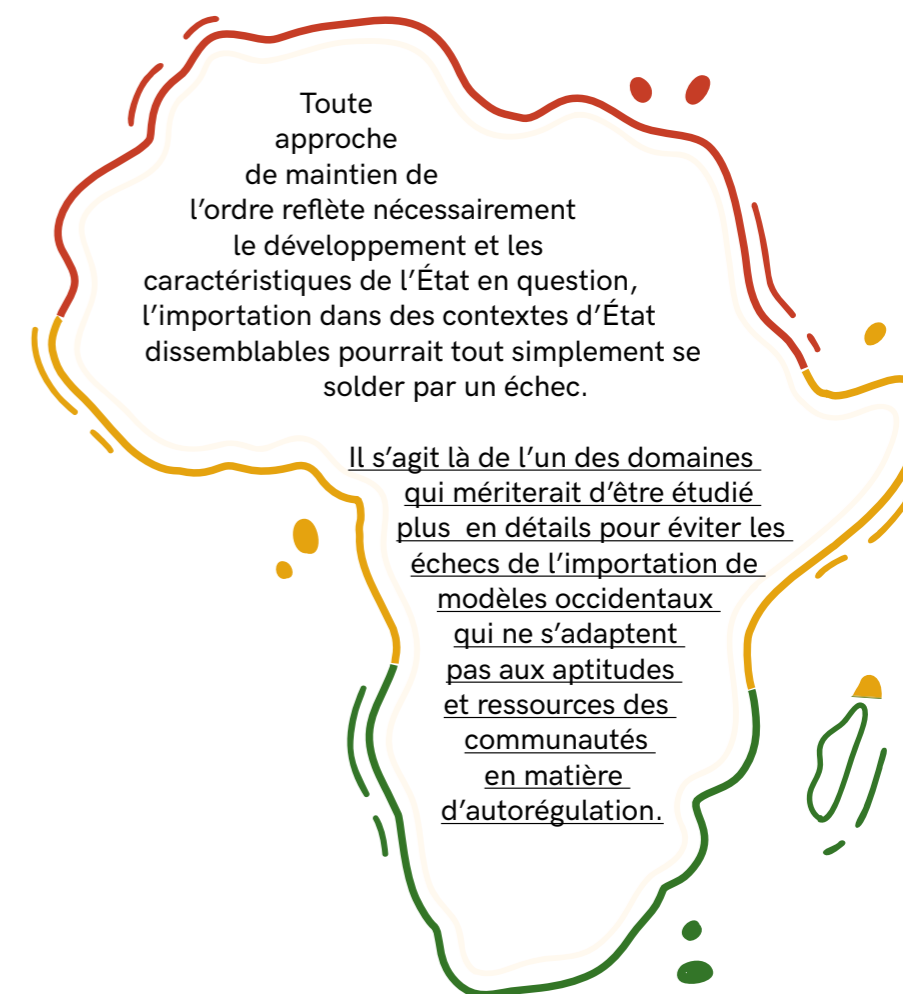 Toute
approche
de maintien de
l’ordre reflète nécessairement
le développement et les
caractéristiques de l’État en question,
l’importation dans des contextes d’État
dissemblables pourrait tout simplement se
solder par un échec.
Il s’agit là de l’un des domaines
qui mériterait d’être étudié
plus en détails pour éviter les
échecs de l’importation de
modèles occidentaux
qui ne s’adaptent
pas aux aptitudes
et ressources des
communautés
en matière
d’autorégulation.